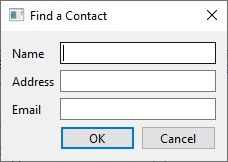 Find a Contact
Name
Address
Email
OK Cancel